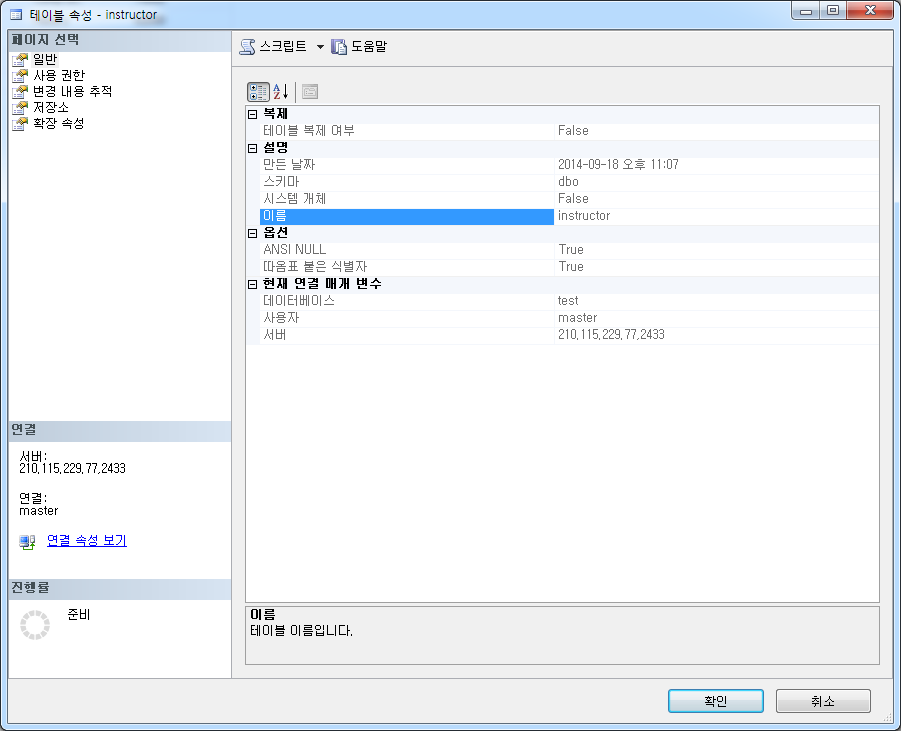 테이블 속성 - instructor
페이지 선택
일반
사용 권한
변경 내용 추적
저장소
확장 속성
스크립트
도움말
복제
테이블 복제 여부 False
설명
만든 날짜 2014-09-18 오후 11:07
스키마 dbo
시스템 개체 False
이름 instructor
옵션
ANSI NULL True
따옴표 붙은 식별자 True
현재 연결 매개 변수
데이터베이스 test
사용자 master
서버 210,115,229,77,2433
연결
서버:
210,115,229,77,2433
연결:
master
연결 속성 보기
진행률
준비
이름
테이블 이름입니다.
확인
취소